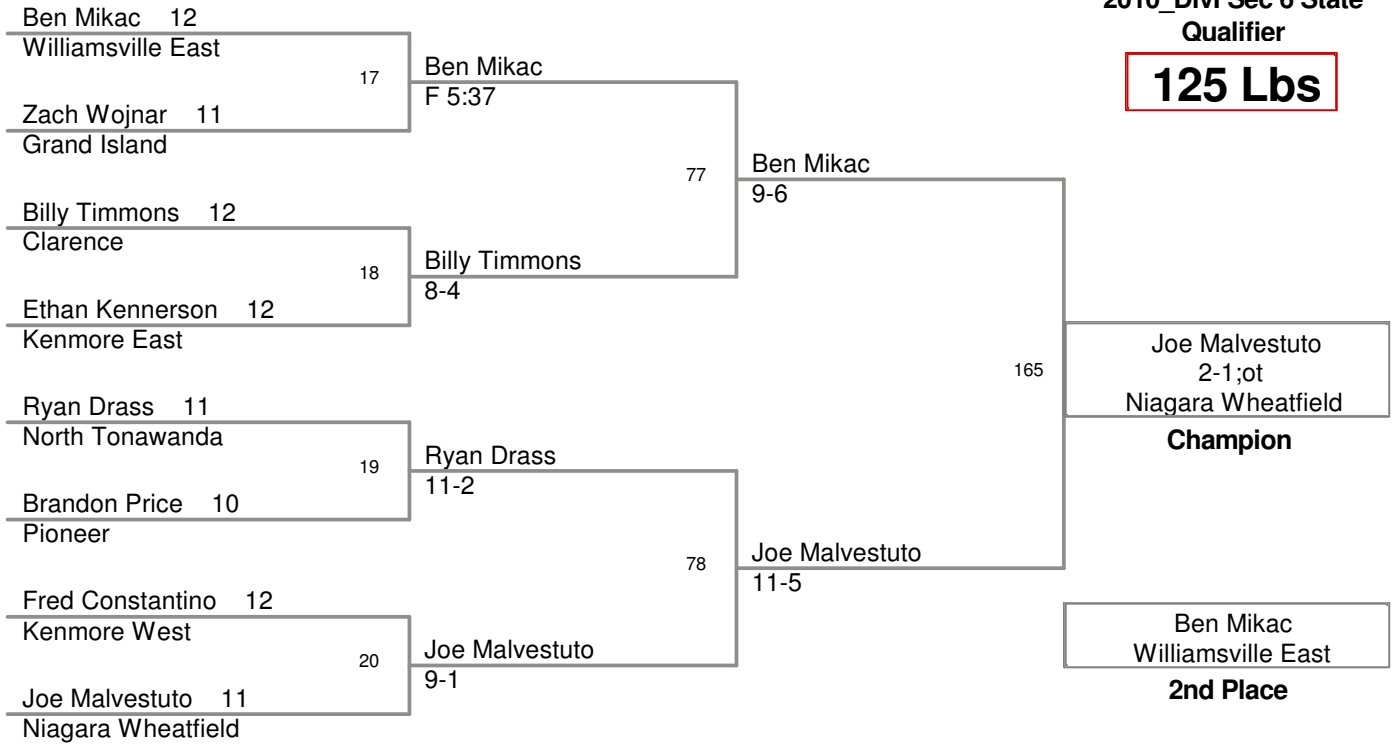 2010_DivI Sec 6 State
Qualifier
125 Lbs
Ben Mikac 12
Williamsville East
17
Zach Wojnar 11
Grand Island
Ben Mikac
F 5:37
Billy Timmons 12
Clarence
18
Ethan Kennerson 12
Kenmore East
Billy Timmons
8-4
77
Ben Mikac
9-6
Ryan Drass 11
North Tonawanda
19
Brandon Price 10
Pioneer
Ryan Drass
11-2
Fred Constantino 12
Kenmore West
20
Joe Malvestuto 11
Niagara Wheatfield
Joe Malvestuto
9-1
78
Joe Malvestuto
11-5
165
Joe Malvestuto
2-1;ot
Niagara Wheatfield
Champion
Ben Mikac
Williamsville East
2nd Place